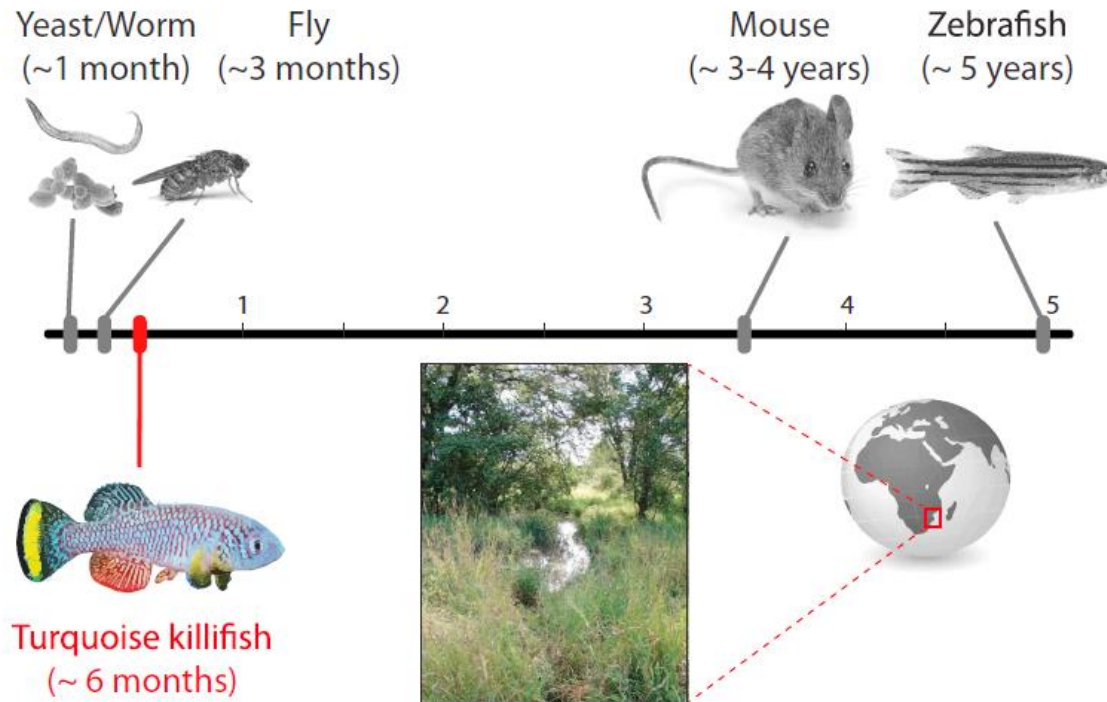 Yeast/Worm
(~1 month)
Fly
(~3 months)
Mouse
(~ 3-4 years)
Zebrafish
(~ 5 years)
1
2
3
4
5
Turquoise killifish
(~ 6 months)